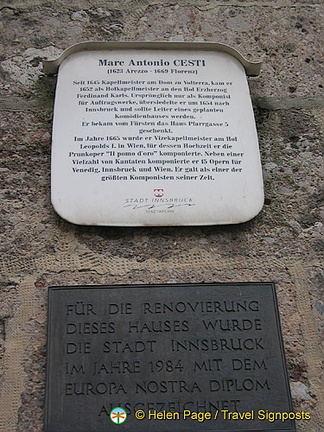 Marc Antonio CESTI
(1623 Arezzo - 1669 Florenz)
Seit 1645 Kapellmeister am Dom zu Volterra, kam er
1652 als Hofkapellmeister an den Hof Erzherzog
Ferdinand Karls. Ursprünglich nur als Komponist
für Auftragswerke, übersiedelte er um 1654 nach
Innsbruck und sollte Leiter eines geplanten
Komödienhauses werden.
Er bekam vom Fürsten das Haus Pfarrgasse 5
geschenkt.
Im Jahre 1665 wurde er Vizekapellmeister am Hof
Leopolds I. in Wien, für dessen Hochzeit er die
Prunkoper "Il pomo d'oro" komponierte. Neben einer
Vielzahl von Kantaten komponierte er 15 Opern für
Venedig, Innsbruck und Wien. Er galt als einer der
größten Komponisten seiner Zeit.
STADT INNSBRUCK
STADTARCHIV
FÜR DIE RENOVIERUNG
DIESES HAUSES WURDE
DIE STADT INNSBRUCK
IM JAHRE 1984 MIT DEM
EUROPA NOSTRA DIPLOM
AUSGEZEICHNET
© Helen Page / Travel Signposts